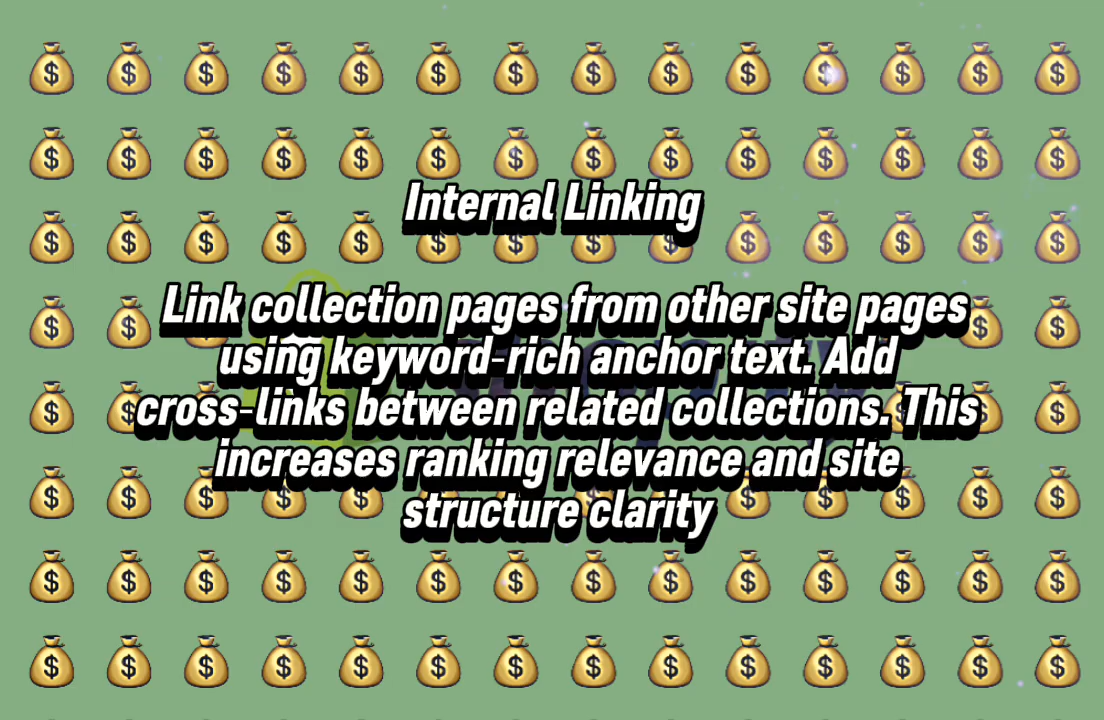 Internal Linking
Link collection pages from other site pages
using keyword-rich anchor text. Add
cross-links between related collections. This
increases ranking relevance and site
structure clarity